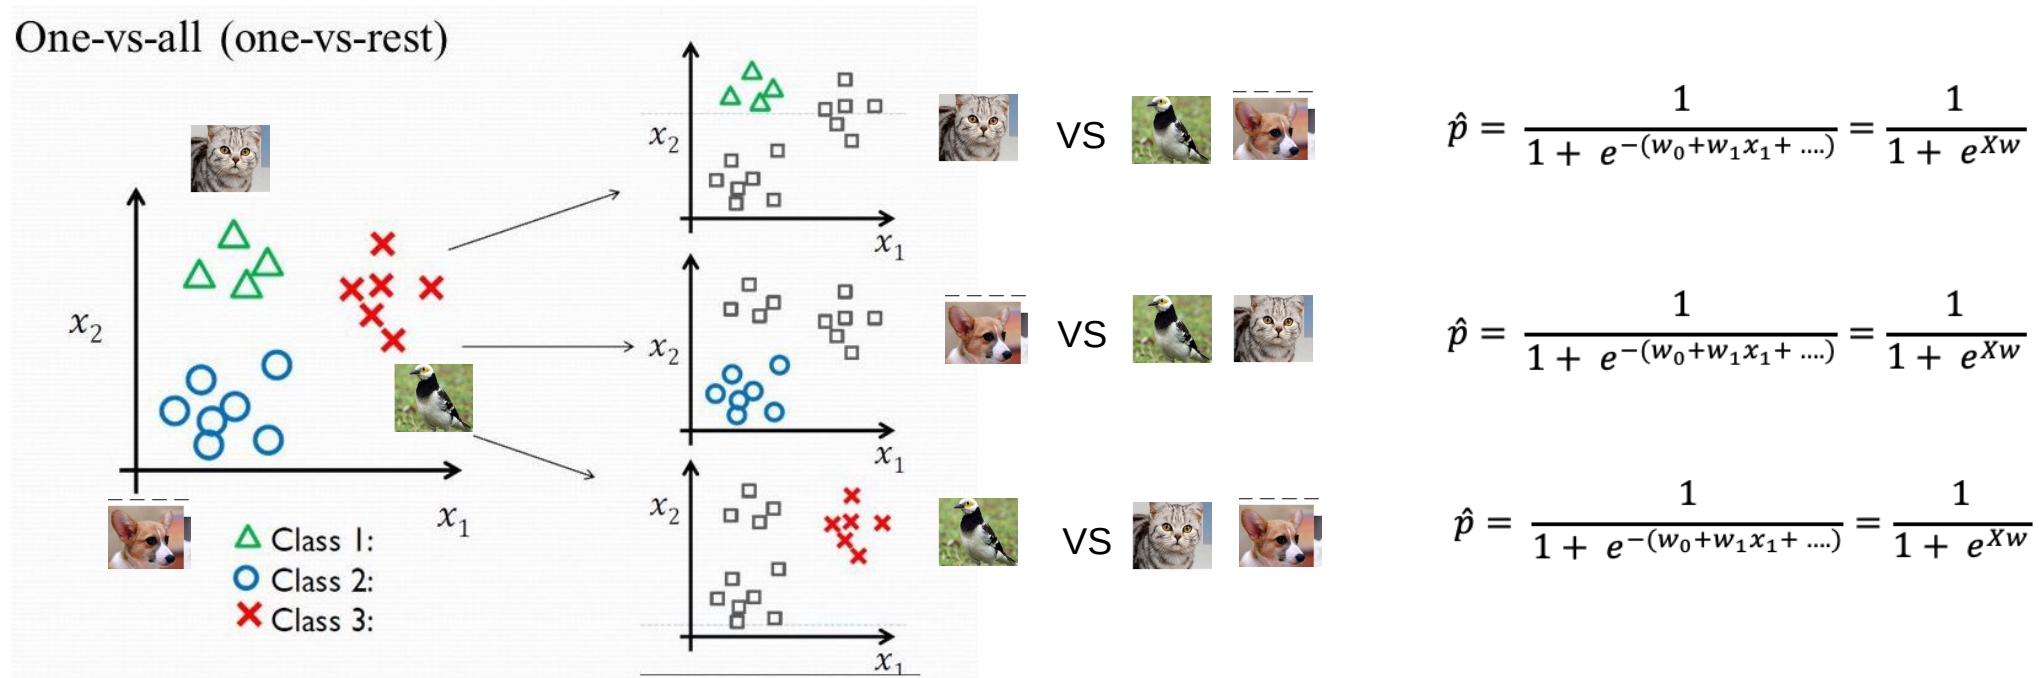 One-vs-all (one-vs-rest)
x₂
x₁
Class 1:
Class 2:
Class 3:
x₂
x₁
VS
p̂ = 1 / (1 + e^−(w₀+w₁x₁+ ....)) = 1 / (1 + e^Xw)
x₂
x₁
VS
p̂ = 1 / (1 + e^−(w₀+w₁x₁+ ....)) = 1 / (1 + e^Xw)
x₂
x₁
VS
p̂ = 1 / (1 + e^−(w₀+w₁x₁+ ....)) = 1 / (1 + e^Xw)